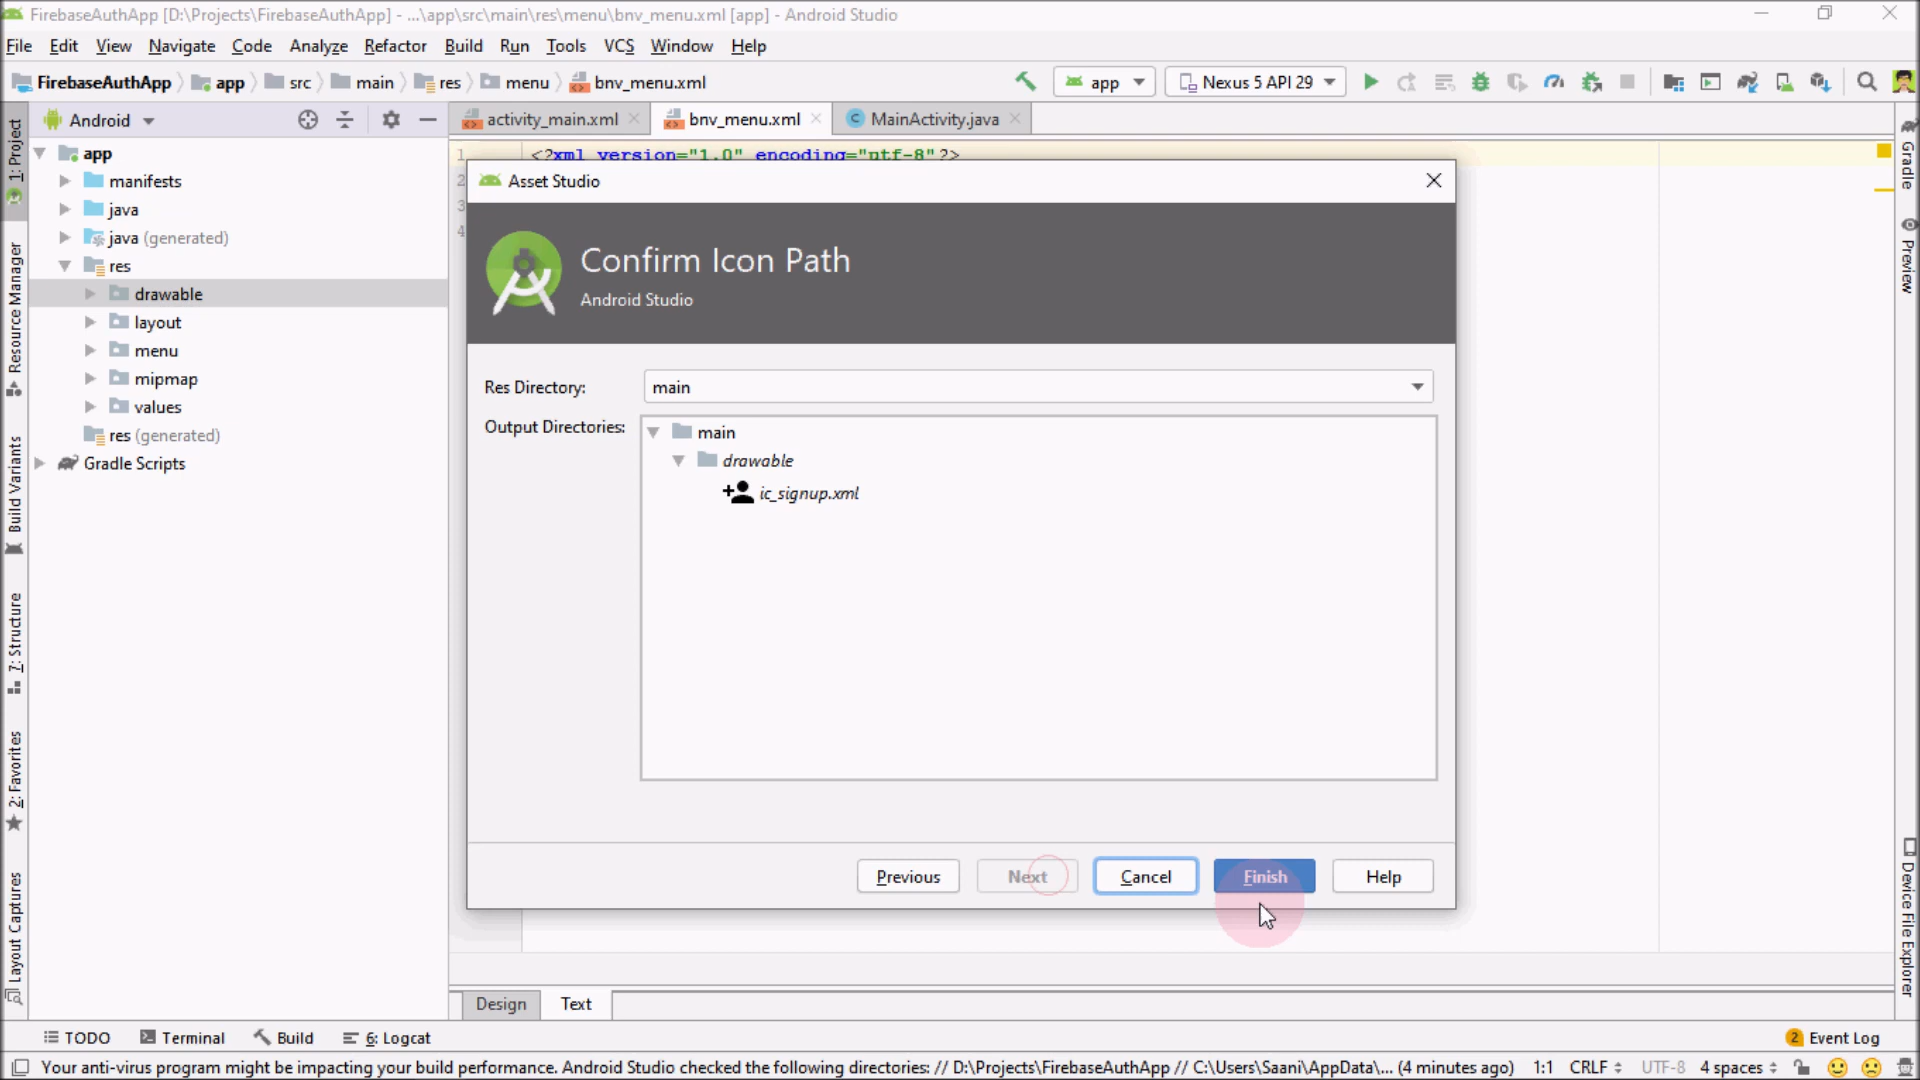 FirebaseAuthApp [D:\Projects\FirebaseAuthApp] - ...\app\src\main\res\menu\bnv_menu.xml [app] - Android Studio
File Edit View Navigate Code Analyze Refactor Build Run Tools VCS Window Help
FirebaseAuthApp app src main res menu bnv_menu.xml app Nexus 5 API 29
Android activity_main.xml bnv_menu.xml MainActivity.java
1 <?xml version="1.0" encoding="utf-8"?>
2
3
4
app
manifests
java
java (generated)
res
drawable
layout
menu
mipmap
values
res (generated)
Gradle Scripts
1: Project
Resource Manager
Build Variants
7: Structure
2: Favorites
Layout Captures
Asset Studio
Confirm Icon Path
Android Studio
Res Directory: main
Output Directories:
main
drawable
ic_signup.xml
Previous Next Cancel Finish Help
Gradle
Preview
Device File Explorer
Design Text
TODO Terminal Build 6: Logcat 2 Event Log
Your anti-virus program might be impacting your build performance. Android Studio checked the following directories: // D:\Projects\FirebaseAuthApp // C:\Users\Saani\AppData\... (4 minutes ago) 1:1 CRLF UTF-8 4 spaces